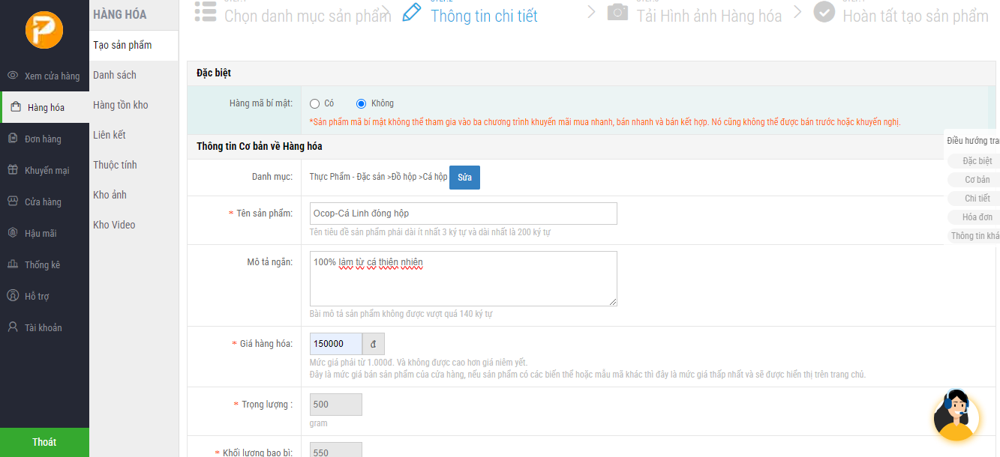 Chọn danh mục sản phẩm
Thông tin chi tiết
Tải Hình ảnh Hàng hóa
Hoàn tất tạo sản phẩm
HÀNG HÓA
Tạo sản phẩm
Danh sách
Hàng tồn kho
Liên kết
Thuộc tính
Kho ảnh
Kho Video
Xem cửa hàng
Hàng hóa
Đơn hàng
Khuyến mại
Cửa hàng
Hậu mãi
Thống kê
Hỗ trợ
Tài khoản
Thoát
Đặc biệt
Hàng mã bí mật:
Có
Không
*Sản phẩm mã bí mật không thể tham gia vào ba chương trình khuyến mãi mua nhanh, bán nhanh và bán kết hợp. Nó cũng không thể được bán trước hoặc khuyến nghị.
Thông tin Cơ bản về Hàng hóa
Danh mục:
Thực Phẩm - Đặc sản >Đồ hộp >Cá hộp
Sửa
* Tên sản phẩm:
Ocop-Cá Linh đóng hộp
Tên tiêu đề sản phẩm phải dài ít nhất 3 ký tự và dài nhất là 200 ký tự
Mô tả ngắn:
100% làm từ cá thiên nhiên
Bài mô tả sản phẩm không được vượt quá 140 ký tự
* Giá hàng hóa:
150000
đ
Mức giá phải từ 1.000đ. Và không được cao hơn giá niêm yết.
Đây là mức giá bán sản phẩm của cửa hàng, nếu sản phẩm có các biến thể hoặc mẫu mã khác thì đây là mức giá thấp nhất và sẽ được hiển thị trên trang chủ.
* Trọng lượng :
500
gram
* Khối lượng bao bì:
550
Điều hướng
Đặc biệt
Cơ bản
Chi tiết
Hóa đơn
Thông tin